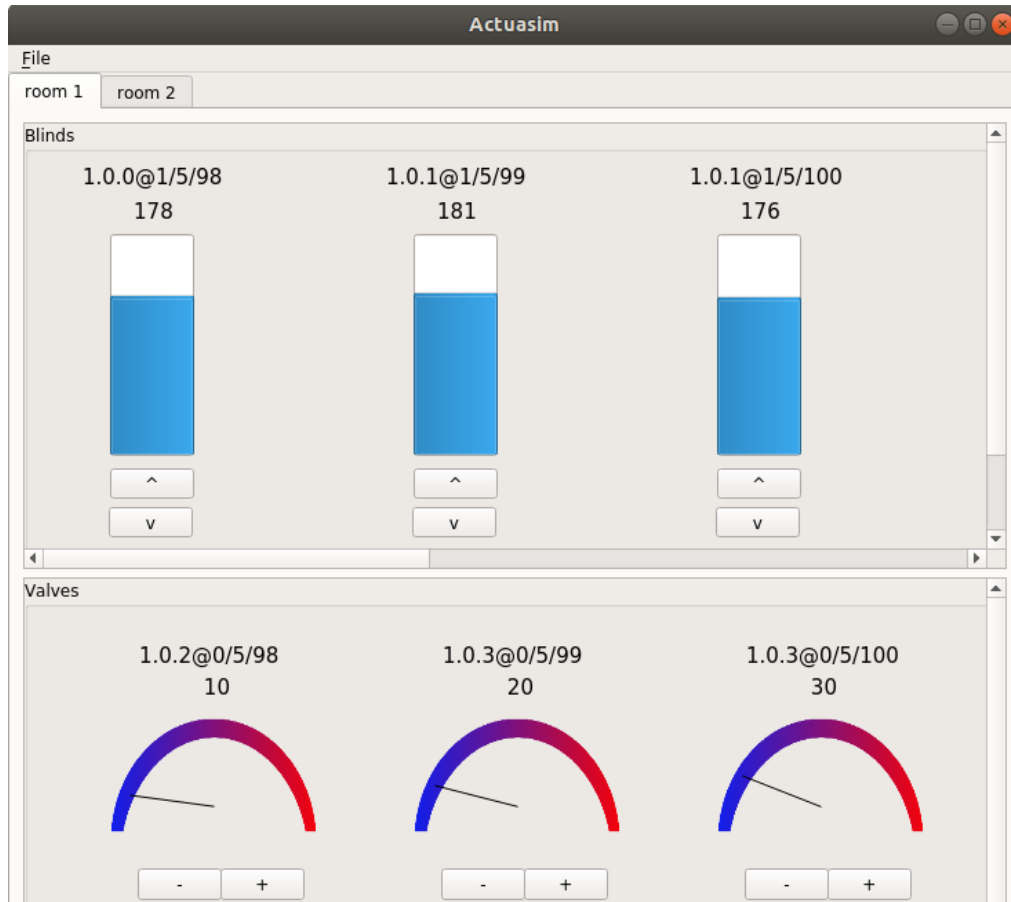 Actuasim
File
room 1 room 2
Blinds
1.0.0@1/5/98 1.0.1@1/5/99 1.0.1@1/5/100
178 181 176
^ ^ ^
v v v
Valves
1.0.2@0/5/98 1.0.3@0/5/99 1.0.3@0/5/100
10 20 30
- + - + - +